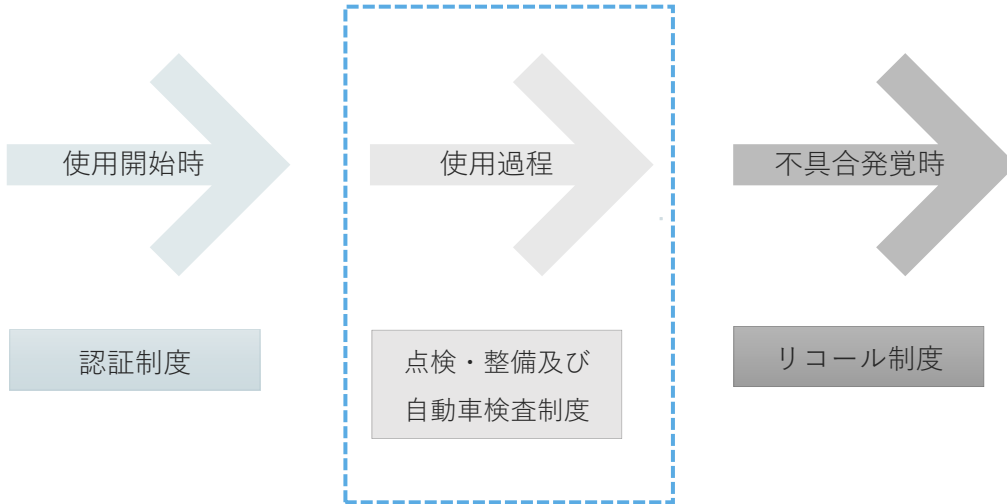 使用開始時
使用過程
不具合発覚時
認証制度
点検・整備及び
自動車検査制度
リコール制度